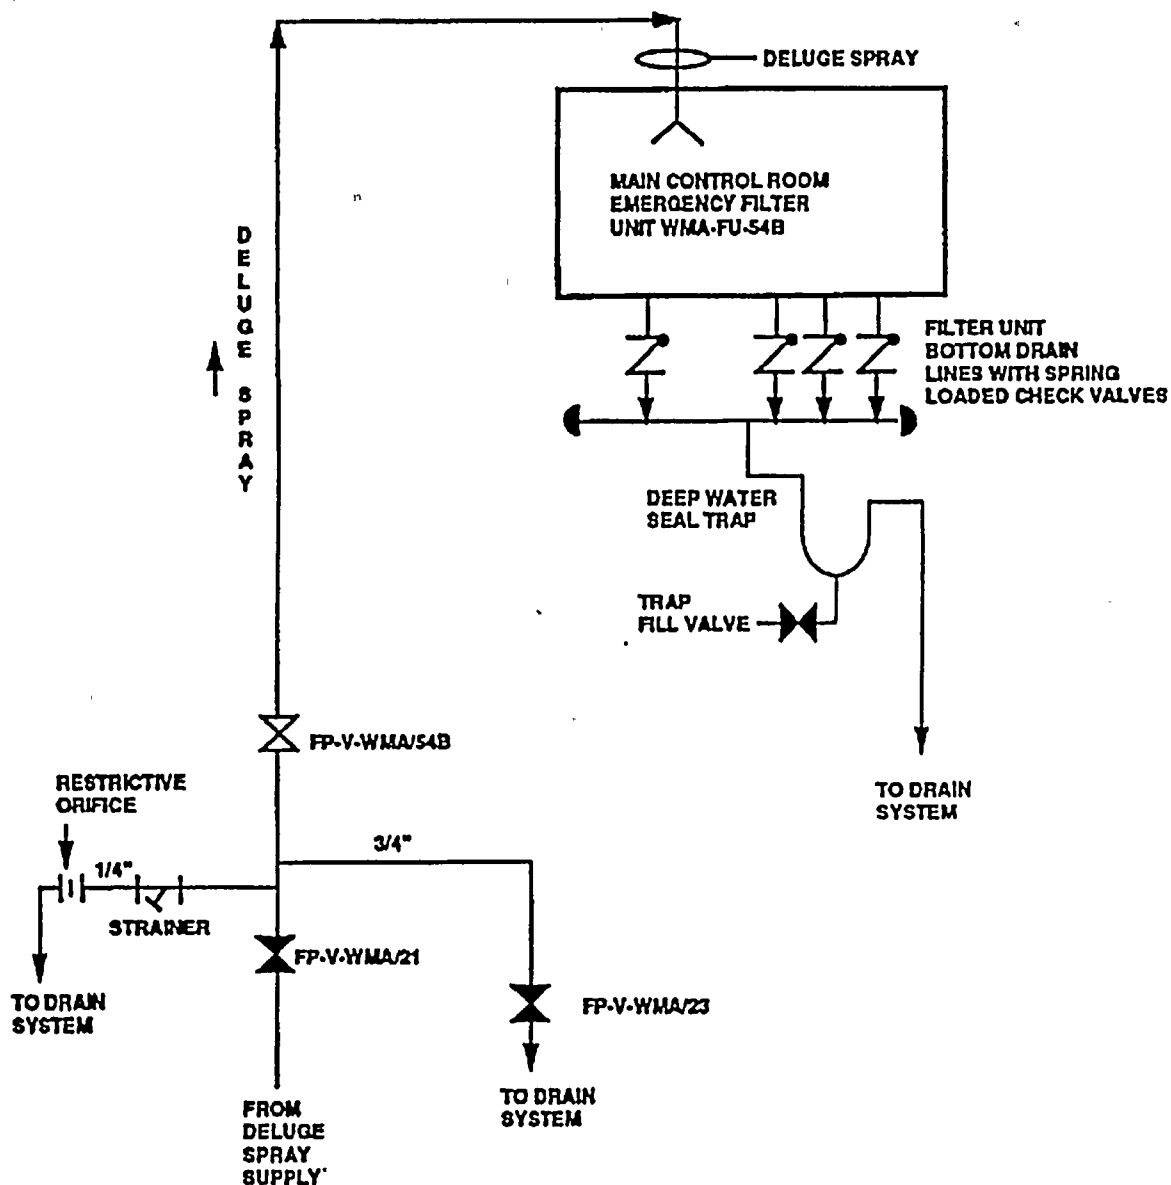 DELUGE SPRAY
MAIN CONTROL ROOM
EMERGENCY FILTER
UNIT WMA-FU-54B
DELUGE SPRAY
FILTER UNIT
BOTTOM DRAIN
LINES WITH SPRING
LOADED CHECK VALVES
DEEP WATER
SEAL TRAP
TRAP
FILL VALVE
FP-V-WMA/54B
TO DRAIN
SYSTEM
RESTRICTIVE
ORIFICE
3/4"
1/4"
STRAINER
FP-V-WMA/21
FP-V-WMA/23
TO DRAIN
SYSTEM
TO DRAIN
SYSTEM
FROM
DELUGE
SPRAY
SUPPLY